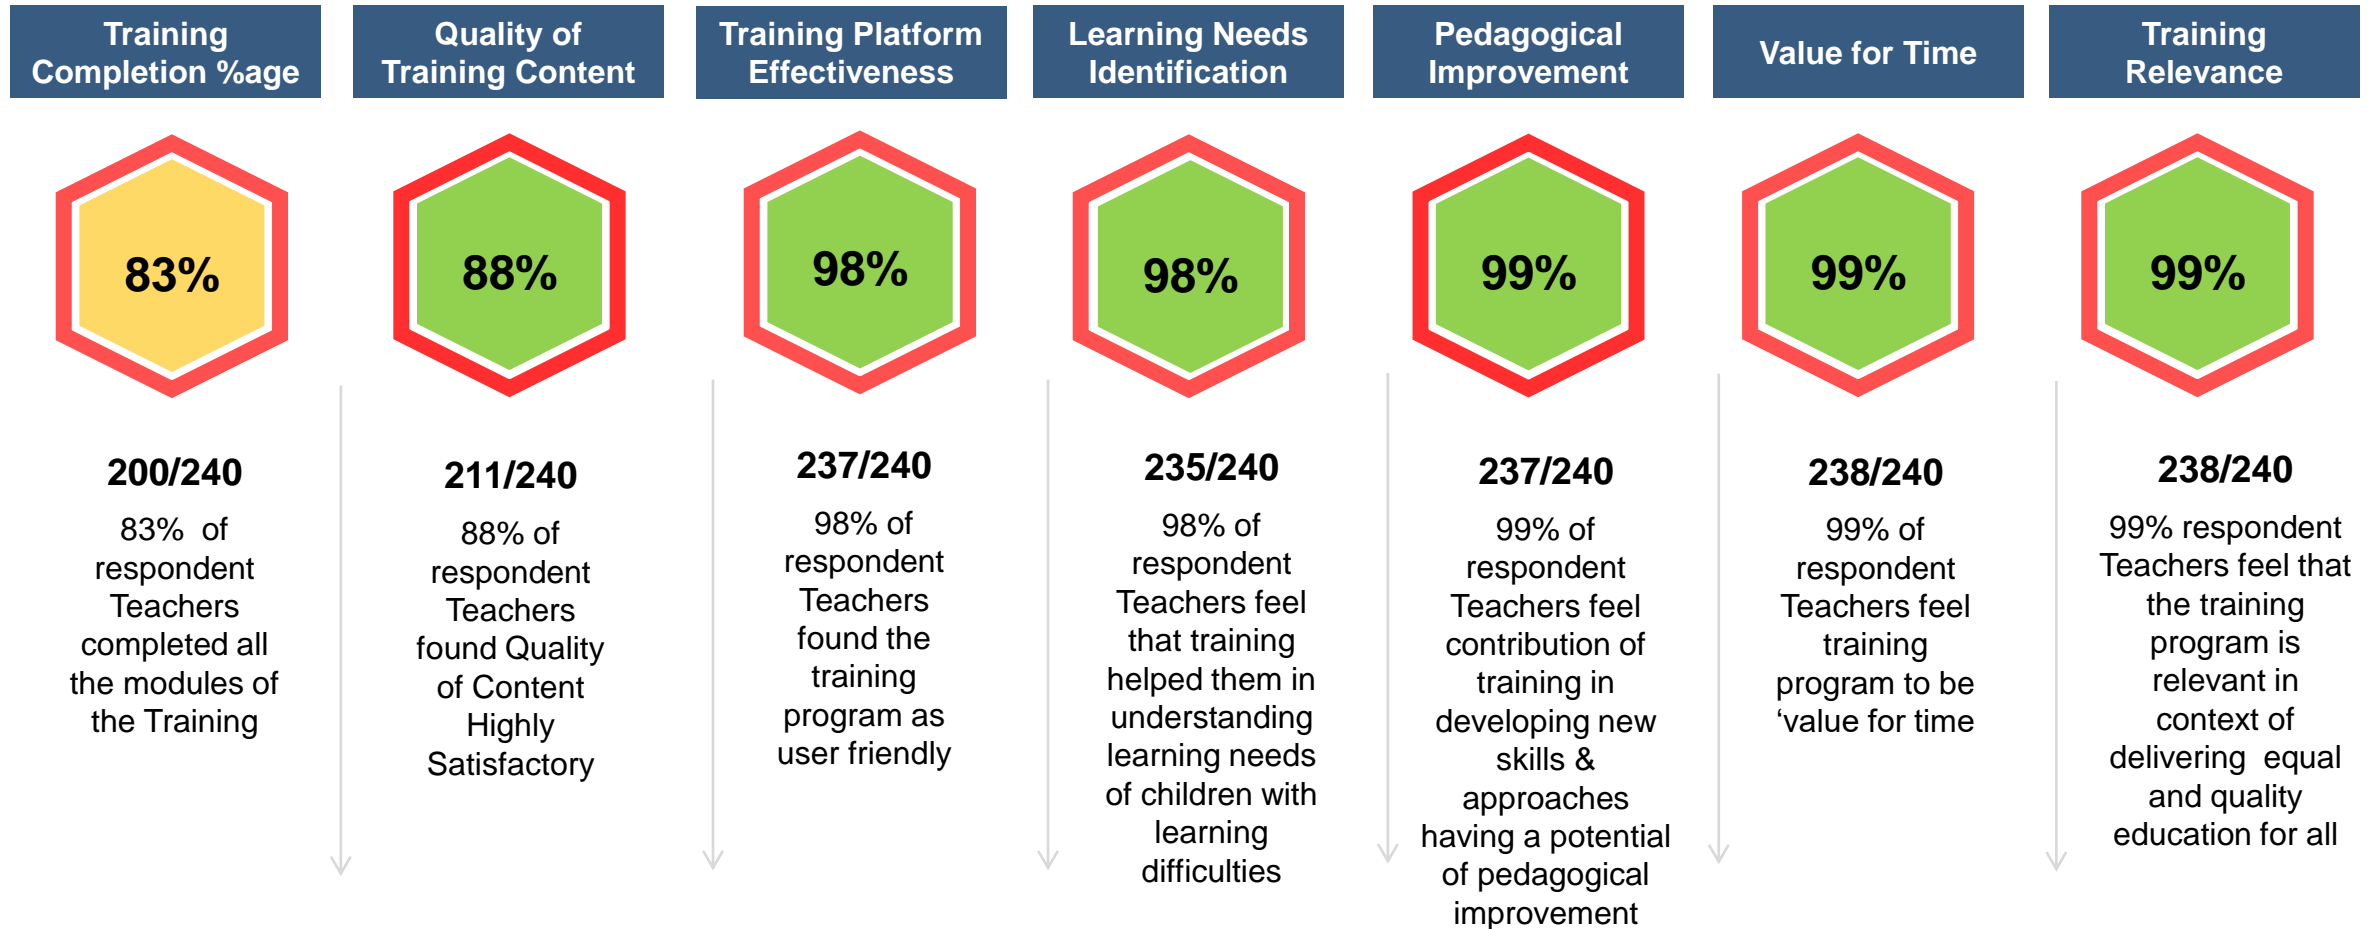 Training
Completion %age
Quality of
Training Content
Training Platform
Effectiveness
Learning Needs
Identification
Pedagogical
Improvement
Value for Time
Training
Relevance
83%
88%
98%
98%
99%
99%
99%
200/240
83%  of
respondent
Teachers
completed all
the modules of
the Training
211/240
88% of
respondent
Teachers
found Quality
of Content
Highly
Satisfactory
237/240
98% of
respondent
Teachers
found the
training
program as
user friendly
235/240
98% of
respondent
Teachers feel
that training
helped them in
understanding
learning needs
of children with
learning
difficulties
237/240
99% of
respondent
Teachers feel
contribution of
training in
developing new
skills &
approaches
having a potential
of pedagogical
improvement
238/240
99% of
respondent
Teachers feel
training
program to be
‘value for time
238/240
99% respondent
Teachers feel that
the training
program is
relevant in
context of
delivering  equal
and quality
education for all